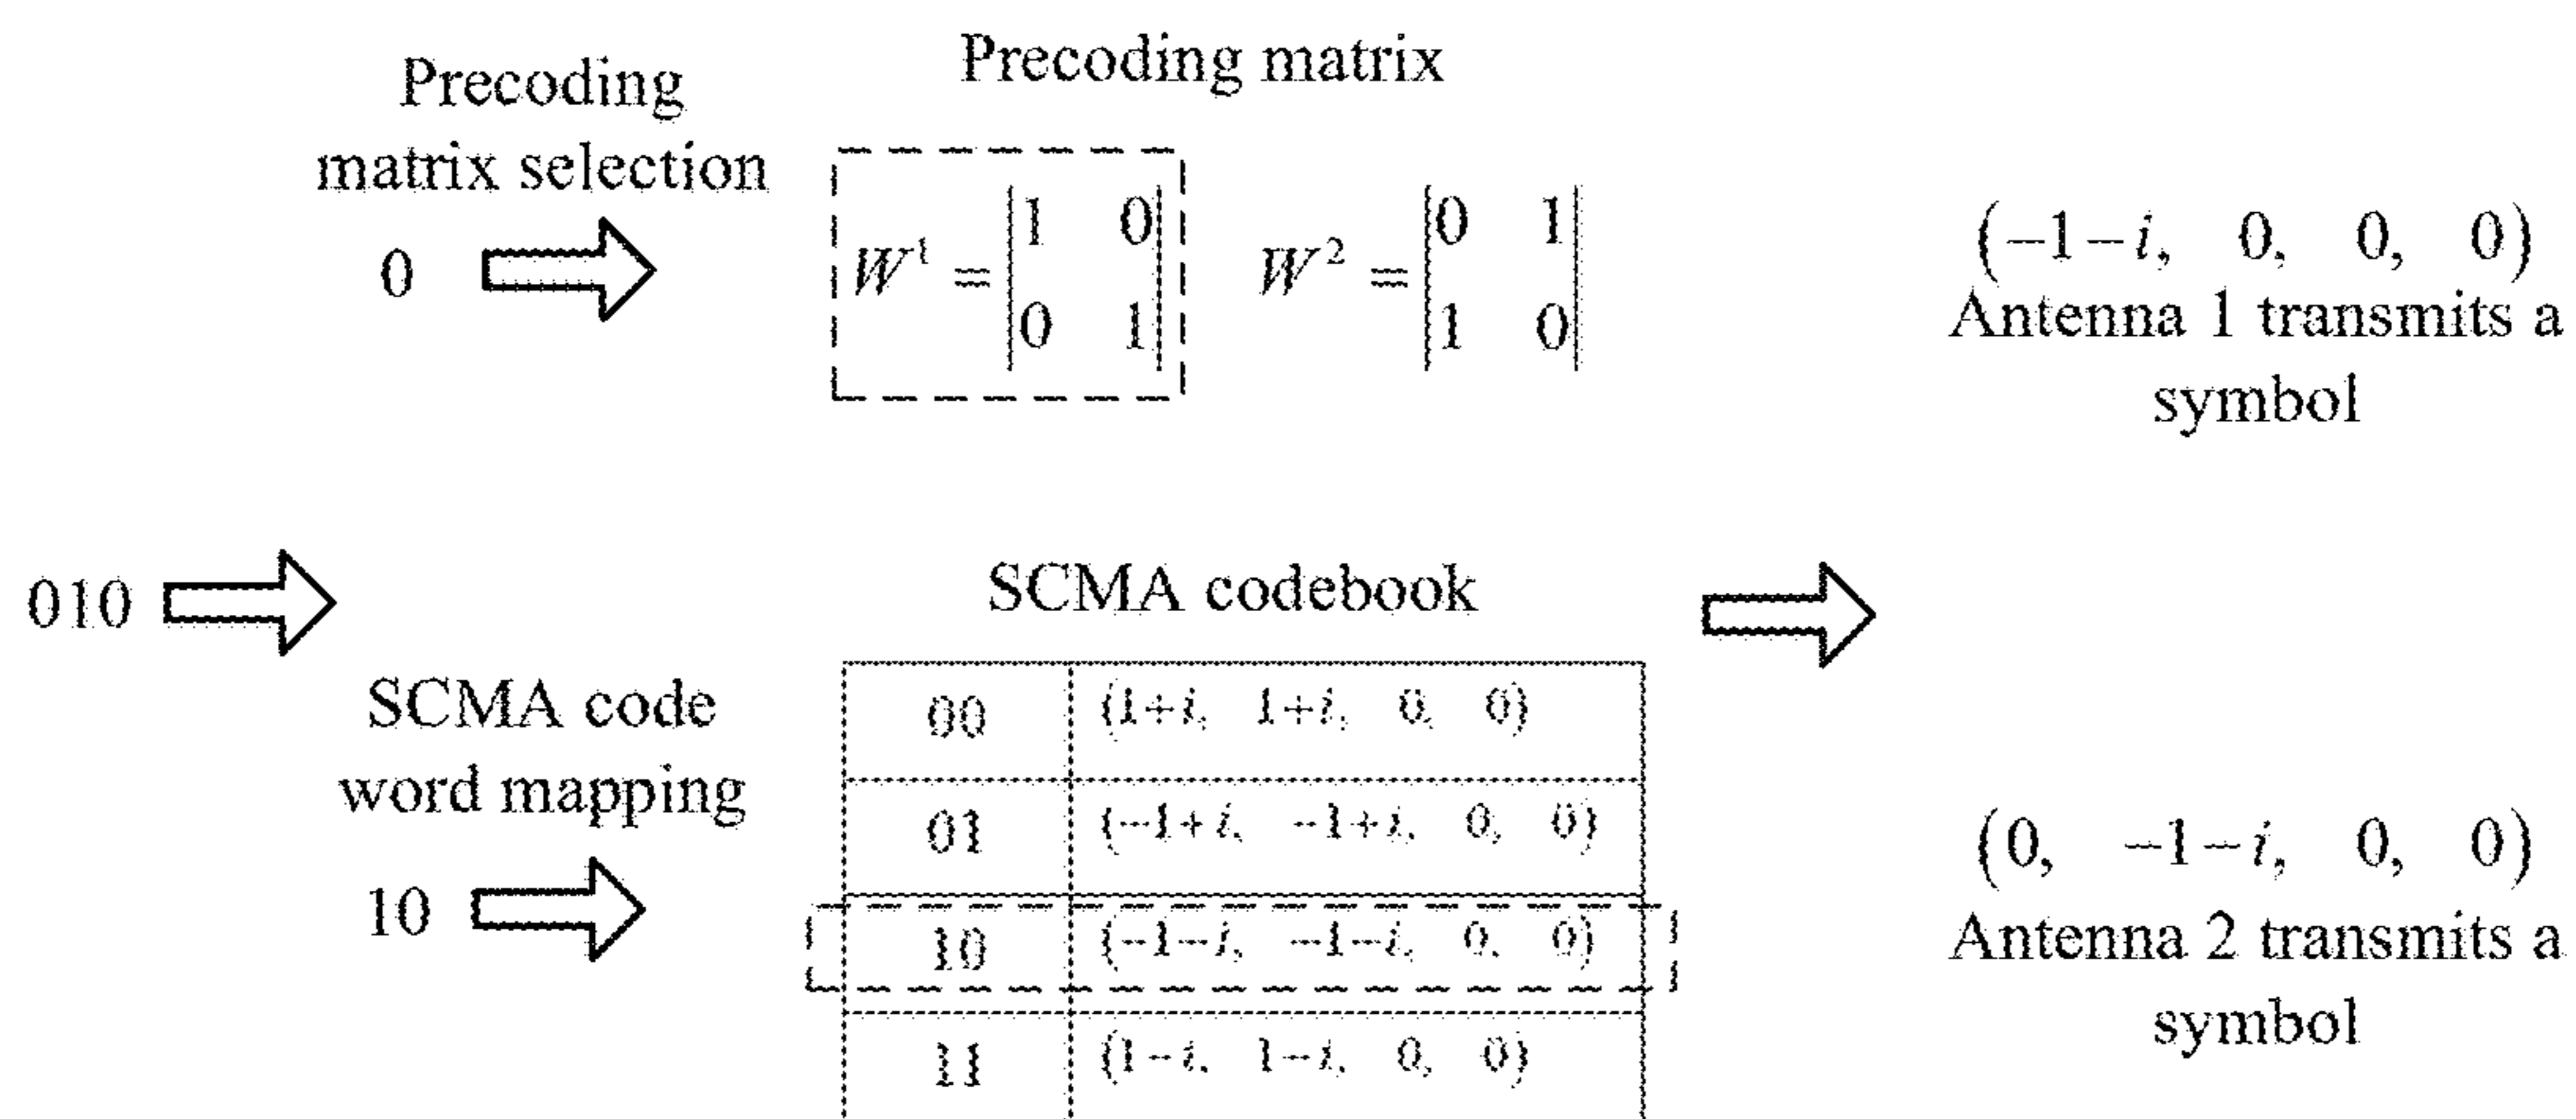 Precoding
matrix selection
0
Precoding matrix
W¹ = |1 0|
|0 1|
W² = |0 1|
|1 0|
(−1−i, 0, 0, 0)
Antenna 1 transmits a
symbol
010
SCMA code
word mapping
10
SCMA codebook
00 (1+i, 1+i, 0, 0)
01 (−1+i, −1+i, 0, 0)
10 (−1−i, −1−i, 0, 0)
11 (1−i, 1−i, 0, 0)
(0, −1−i, 0, 0)
Antenna 2 transmits a
symbol